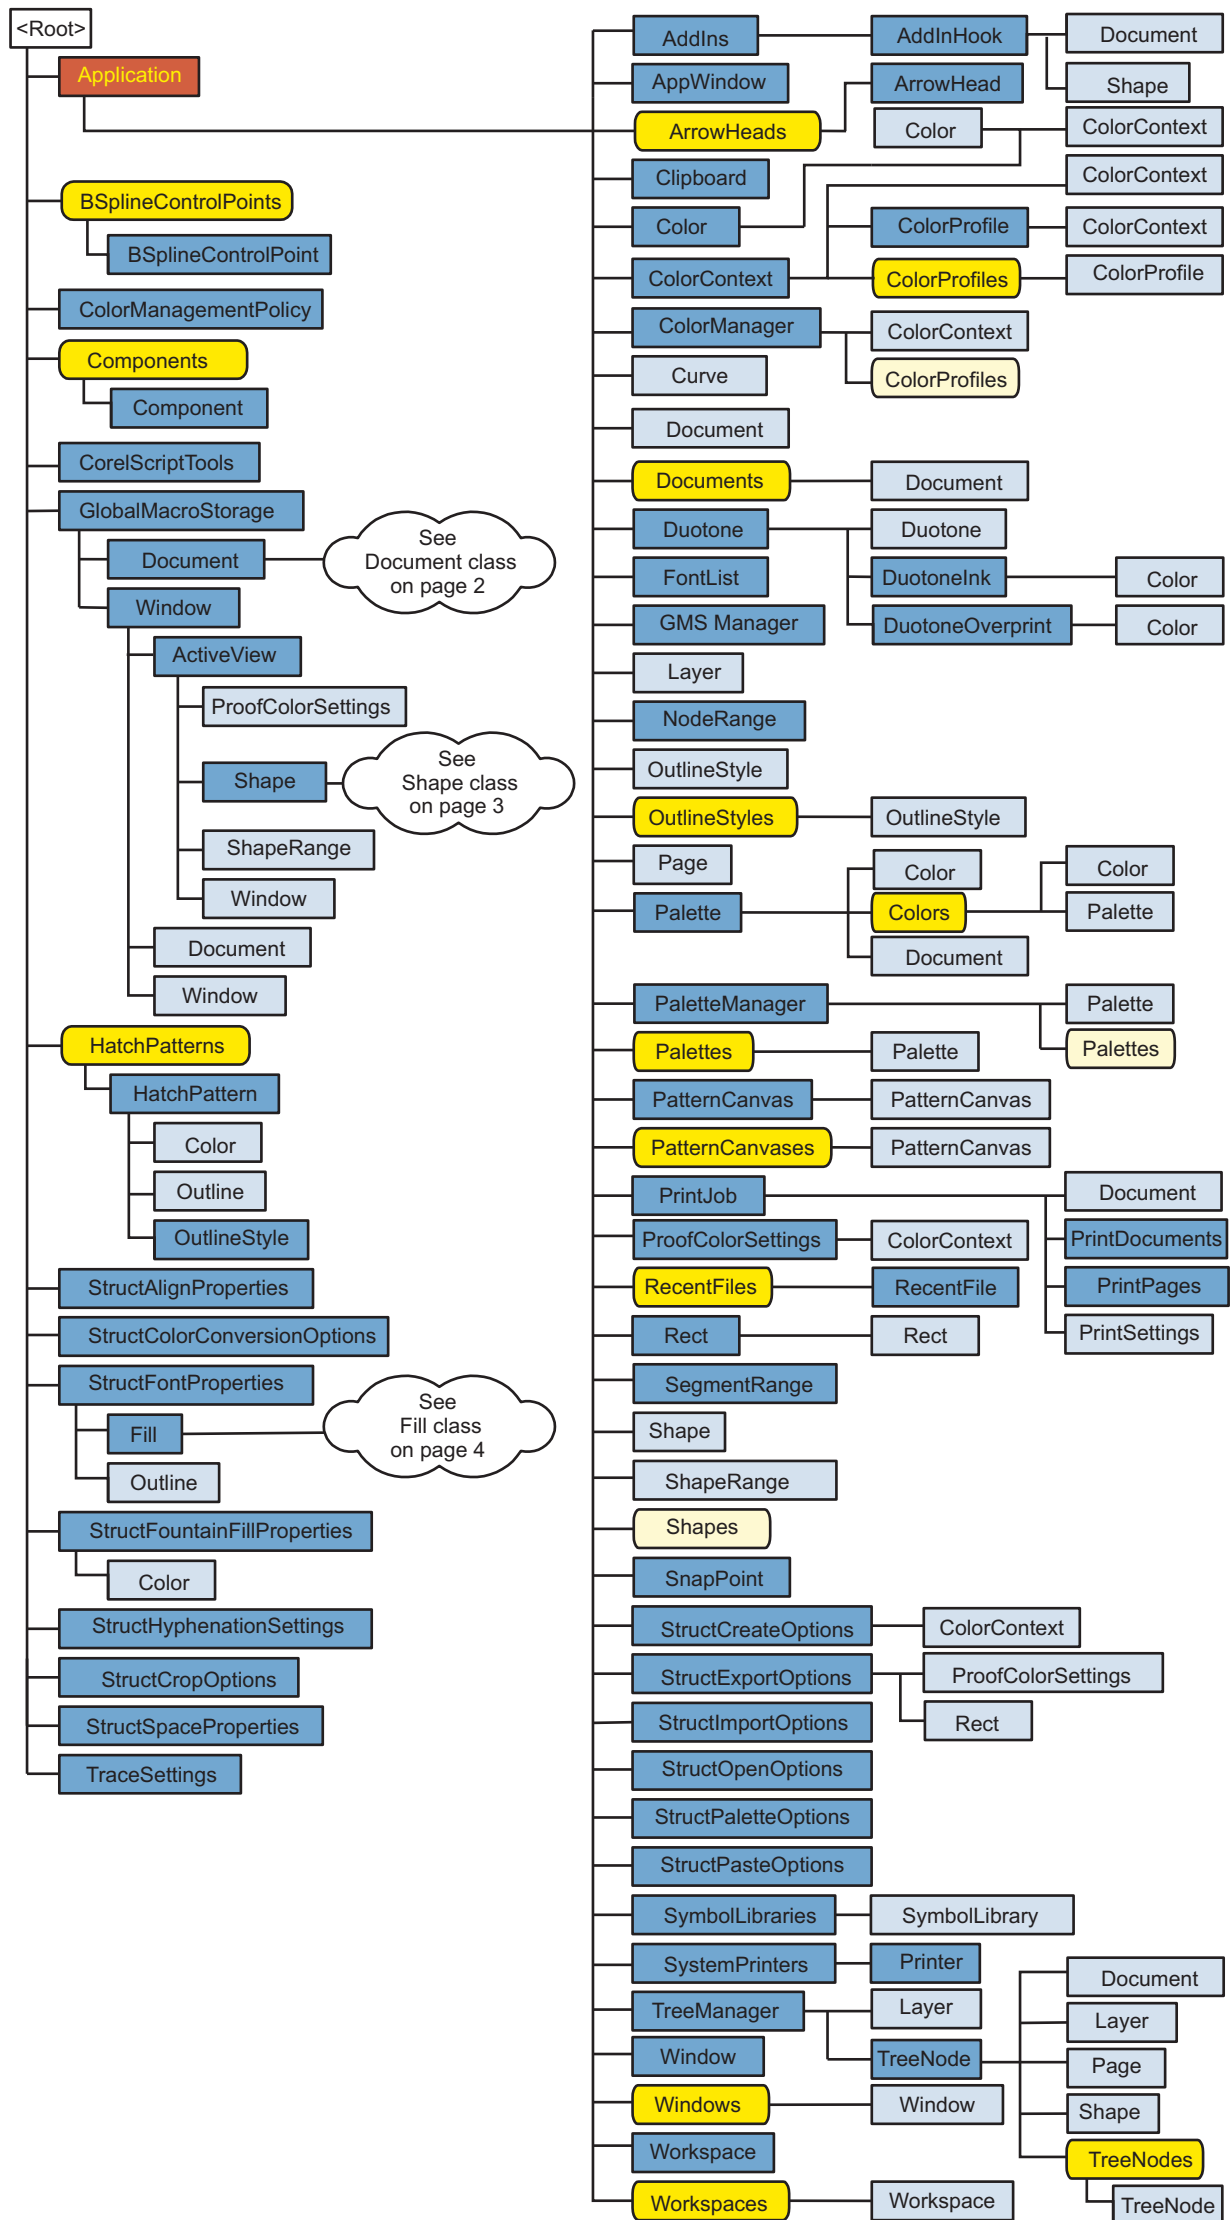 <Root>
Application
BSplineControlPoints
BSplineControlPoint
ColorManagementPolicy
Components
Component
CorelScriptTools
GlobalMacroStorage
Document
See
Document class
on page 2
Window
ActiveView
ProofColorSettings
Shape
See
Shape class
on page 3
ShapeRange
Window
Document
Window
HatchPatterns
HatchPattern
Color
Outline
OutlineStyle
StructAlignProperties
StructColorConversionOptions
StructFontProperties
Fill
See
Fill class
on page 4
Outline
StructFountainFillProperties
Color
StructHyphenationSettings
StructCropOptions
StructSpaceProperties
TraceSettings
AddIns
AddInHook
Document
Shape
AppWindow
ArrowHeads
ArrowHead
Clipboard
Color
Color
ColorContext
ColorContext
ColorContext
ColorProfile
ColorContext
ColorProfiles
ColorProfile
ColorManager
ColorContext
ColorProfiles
Curve
Document
Documents
Document
Duotone
Duotone
DuotoneInk
Color
DuotoneOverprint
Color
FontList
GMS Manager
Layer
NodeRange
OutlineStyle
OutlineStyles
OutlineStyle
Page
Palette
Color
Colors
Color
Palette
Document
PaletteManager
Palette
Palettes
Palettes
Palette
PatternCanvas
PatternCanvas
PatternCanvases
PatternCanvas
PrintJob
Document
PrintDocuments
PrintPages
PrintSettings
ProofColorSettings
ColorContext
RecentFiles
RecentFile
Rect
Rect
SegmentRange
Shape
ShapeRange
Shapes
SnapPoint
StructCreateOptions
ColorContext
StructExportOptions
ProofColorSettings
Rect
StructImportOptions
StructOpenOptions
StructPaletteOptions
StructPasteOptions
SymbolLibraries
SymbolLibrary
SystemPrinters
Printer
TreeManager
Layer
TreeNode
Document
Layer
Page
Shape
TreeNodes
TreeNode
Window
Windows
Window
Workspace
Workspaces
Workspace